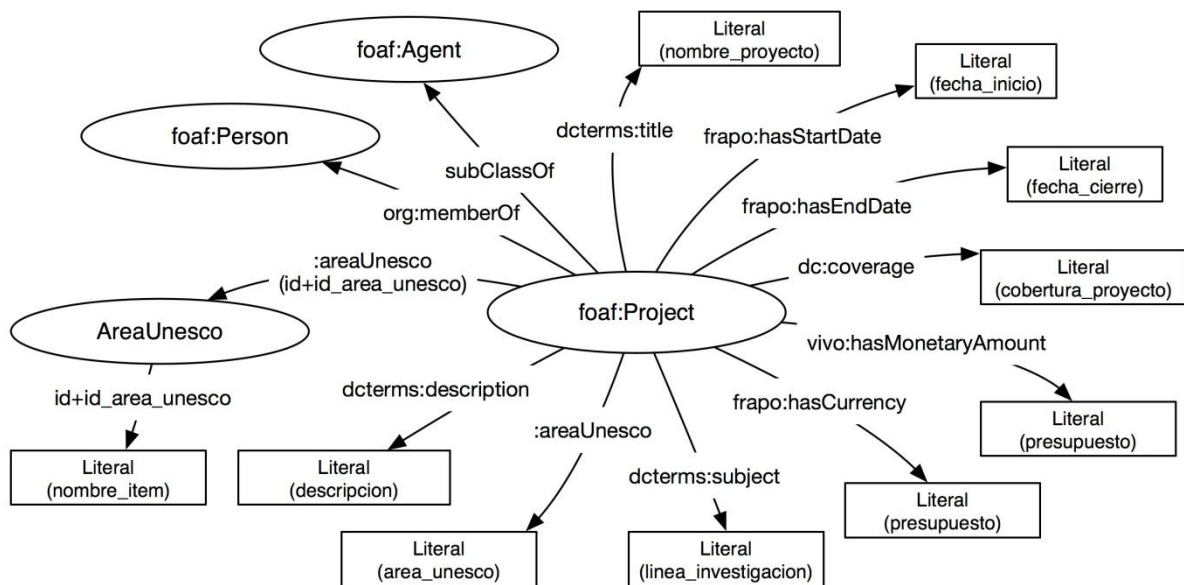 foaf:Agent
Literal
(nombre_proyecto)
Literal
(fecha_inicio)
foaf:Person
dcterms:title
frapo:hasStartDate
subClassOf
Literal
(fecha_cierre)
org:memberOf
frapo:hasEndDate
:areaUnesco
(id+id_area_unesco)
dc:coverage
Literal
(cobertura_proyecto)
AreaUnesco
foaf:Project
vivo:hasMonetaryAmount
id+id_area_unesco
dcterms:description
frapo:hasCurrency
:areaUnesco
Literal
(presupuesto)
Literal
(nombre_item)
Literal
(descripcion)
dcterms:subject
Literal
(presupuesto)
Literal
(area_unesco)
Literal
(linea_investigacion)